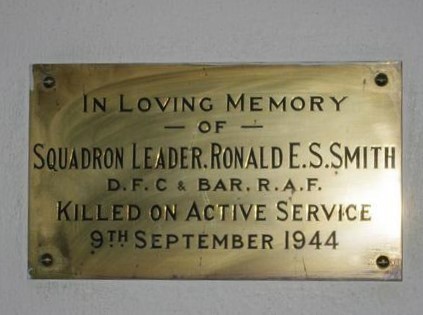 IN LOVING MEMORY
— OF —
SQUADRON LEADER. RONALD E.S. SMITH
D.F.C & BAR. R.A.F.
KILLED ON ACTIVE SERVICE
9TH SEPTEMBER 1944